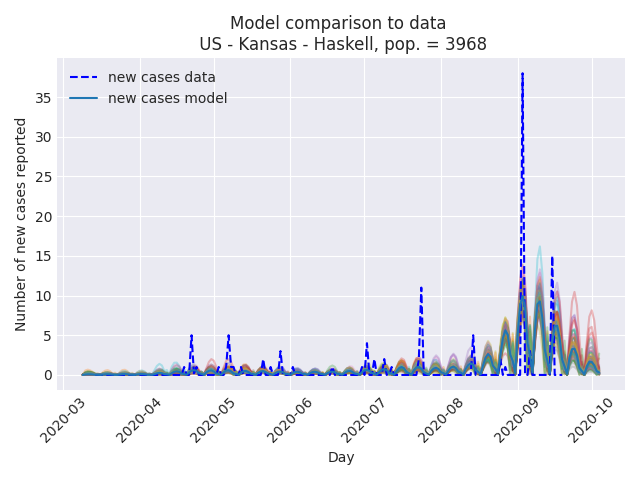 Model comparison to data
US - Kansas - Haskell, pop. = 3968
new cases data
new cases model
Number of new cases reported
35
30
25
20
15
10
5
0
2020-03
2020-04
2020-05
2020-06
2020-07
2020-08
2020-09
2020-10
Day